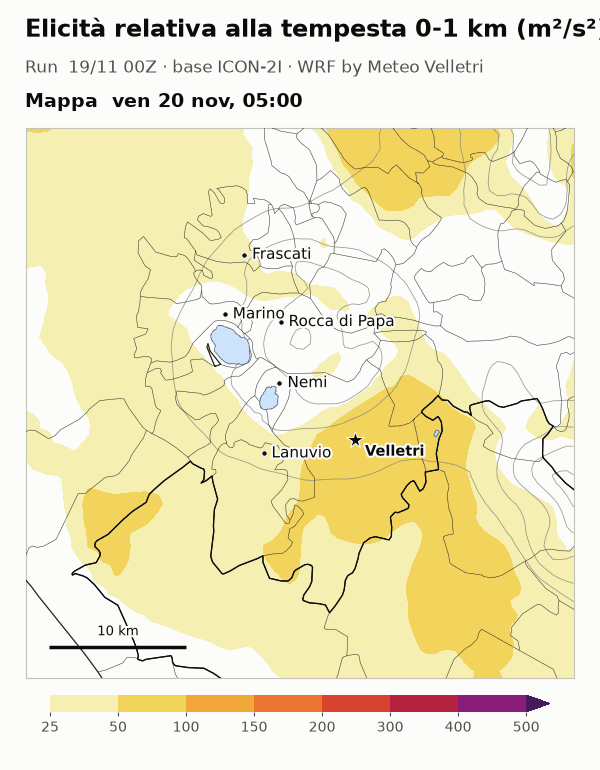 Elicità relativa alla tempesta 0-1 km (m²/s²)
Run  19/11 00Z · base ICON-2I · WRF by Meteo Velletri
Mappa  ven 20 nov, 05:00
Frascati
Marino
Rocca di Papa
Nemi
Velletri
Lanuvio
10 km
25 50 100 150 200 300 400 500